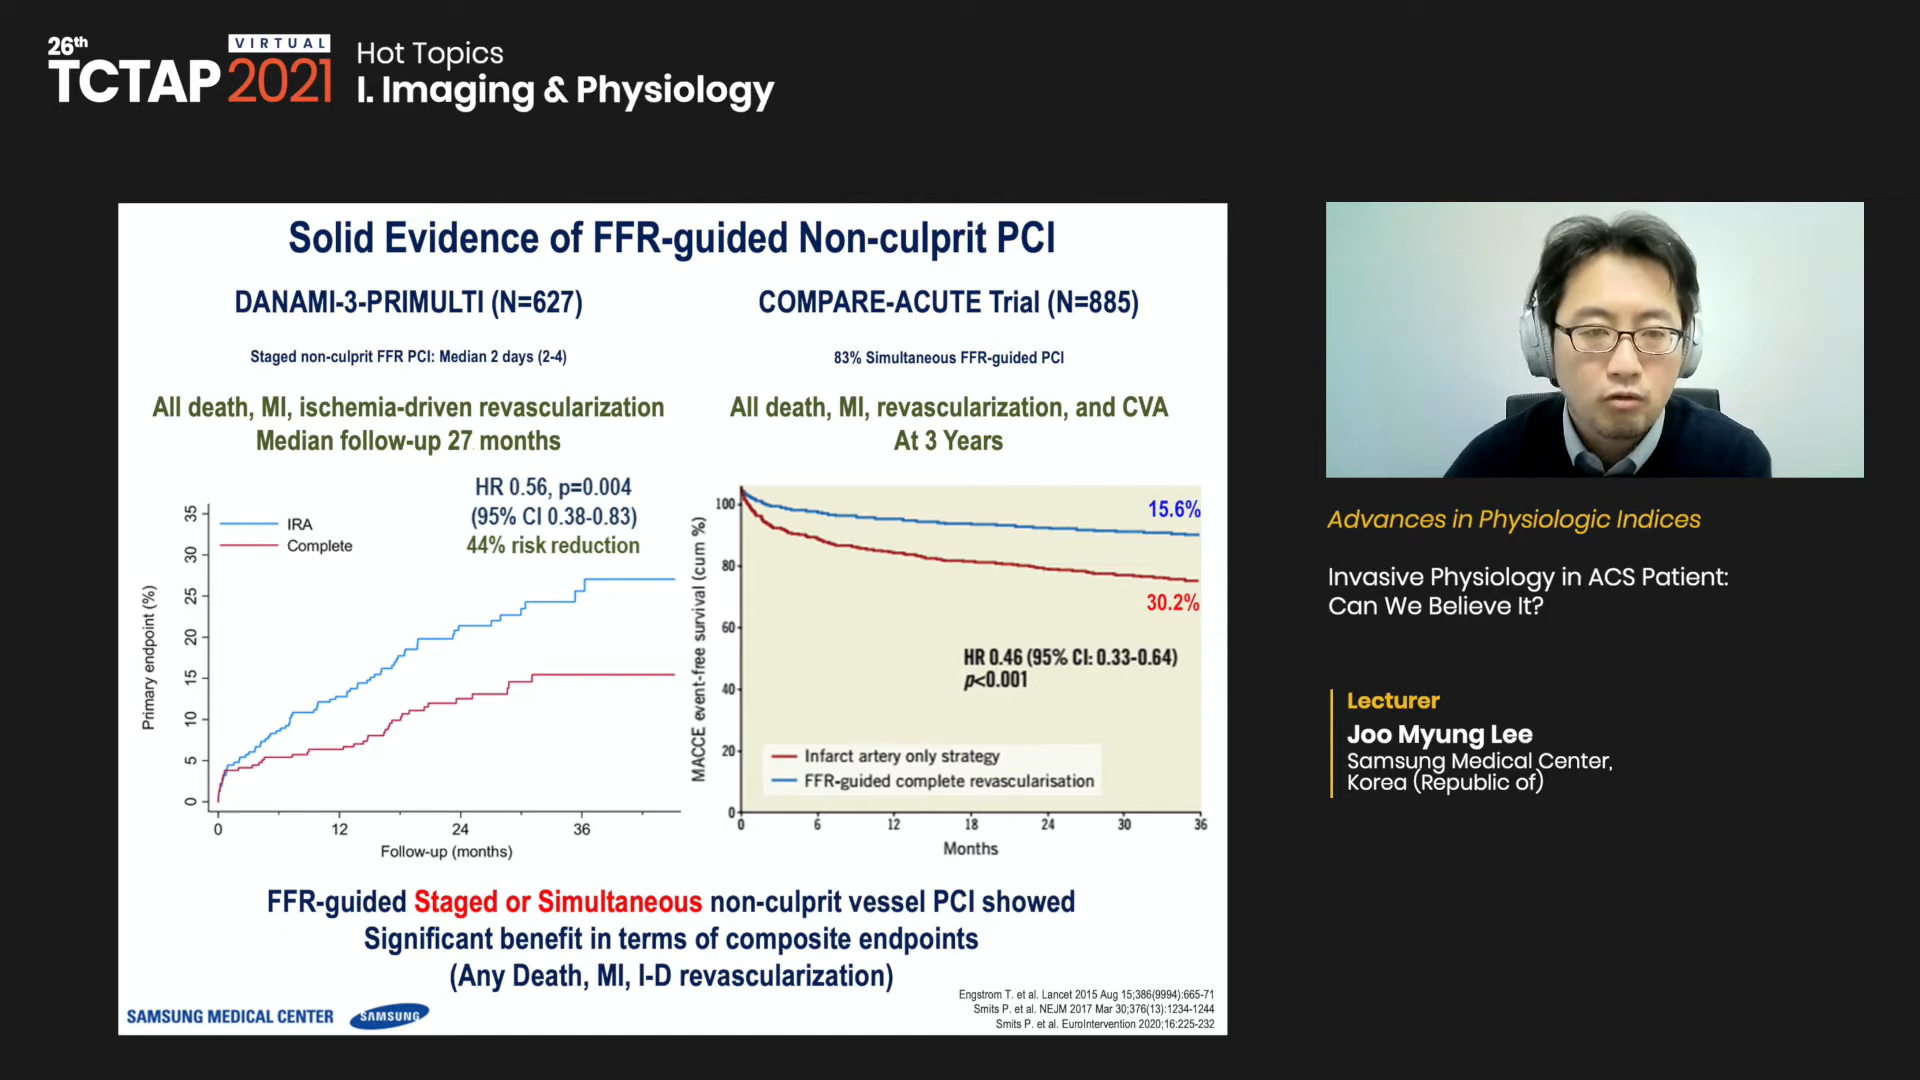 26th
VIRTUAL
TCTAP 2021
Hot Topics
I. Imaging & Physiology
Solid Evidence of FFR-guided Non-culprit PCI
DANAMI-3-PRIMULTI (N=627)
Staged non-culprit FFR PCI: Median 2 days (2-4)
All death, MI, ischemia-driven revascularization
Median follow-up 27 months
HR 0.56, p=0.004
(95% CI 0.38-0.83)
44% risk reduction
IRA
Complete
Primary endpoint (%)
35
30
25
20
15
10
5
0
0 12 24 36
Follow-up (months)
COMPARE-ACUTE Trial (N=885)
83% Simultaneous FFR-guided PCI
All death, MI, revascularization, and CVA
At 3 Years
MACCE event-free survival (cum %)
100
80
60
40
20
0
15.6%
30.2%
HR 0.46 (95% CI: 0.33-0.64)
p<0.001
Infarct artery only strategy
FFR-guided complete revascularisation
0 6 12 18 24 30 36
Months
FFR-guided Staged or Simultaneous non-culprit vessel PCI showed
Significant benefit in terms of composite endpoints
(Any Death, MI, I-D revascularization)
Engstrom T. et al. Lancet 2015 Aug 15;386(9994):665-71
Smits P. et al. NEJM 2017 Mar 30;376(13):1234-1244
Smits P. et al. EuroIntervention 2020;16:225-232
SAMSUNG MEDICAL CENTER
SAMSUNG
Advances in Physiologic Indices
Invasive Physiology in ACS Patient:
Can We Believe It?
Lecturer
Joo Myung Lee
Samsung Medical Center,
Korea (Republic of)